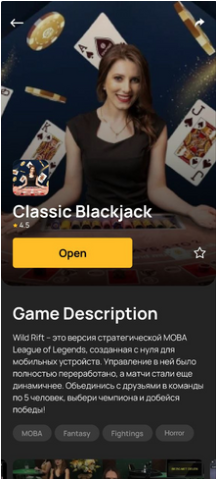 Classic Blackjack
4.5
Open
Game Description
Wild Rift – это версия стратегической MOBA
League of Legends, созданная с нуля для
мобильных устройств. Управление в ней было
полностью переработано, а матчи стали еще
динамичнее. Объединись с друзьями в команды
по 5 человек, выбери чемпиона и добейся
победы!
MOBA Fantasy Fightings Horror